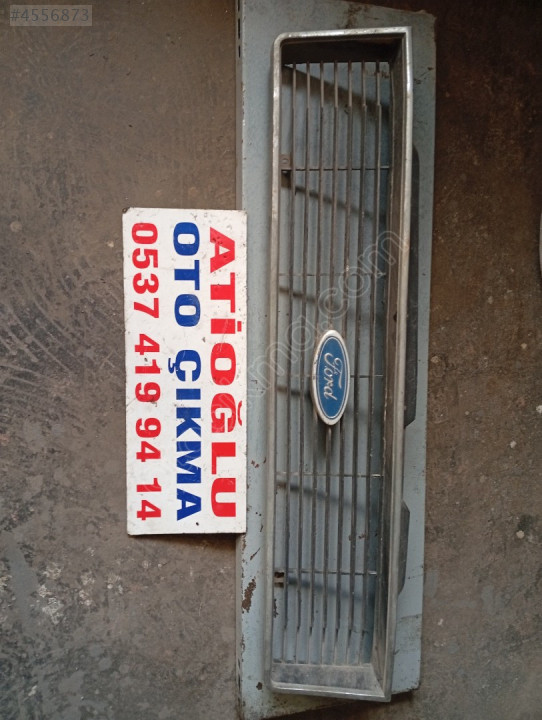 #4556873
ATİOĞLU
OTO ÇIKMA
0537 419 94 14
Ford